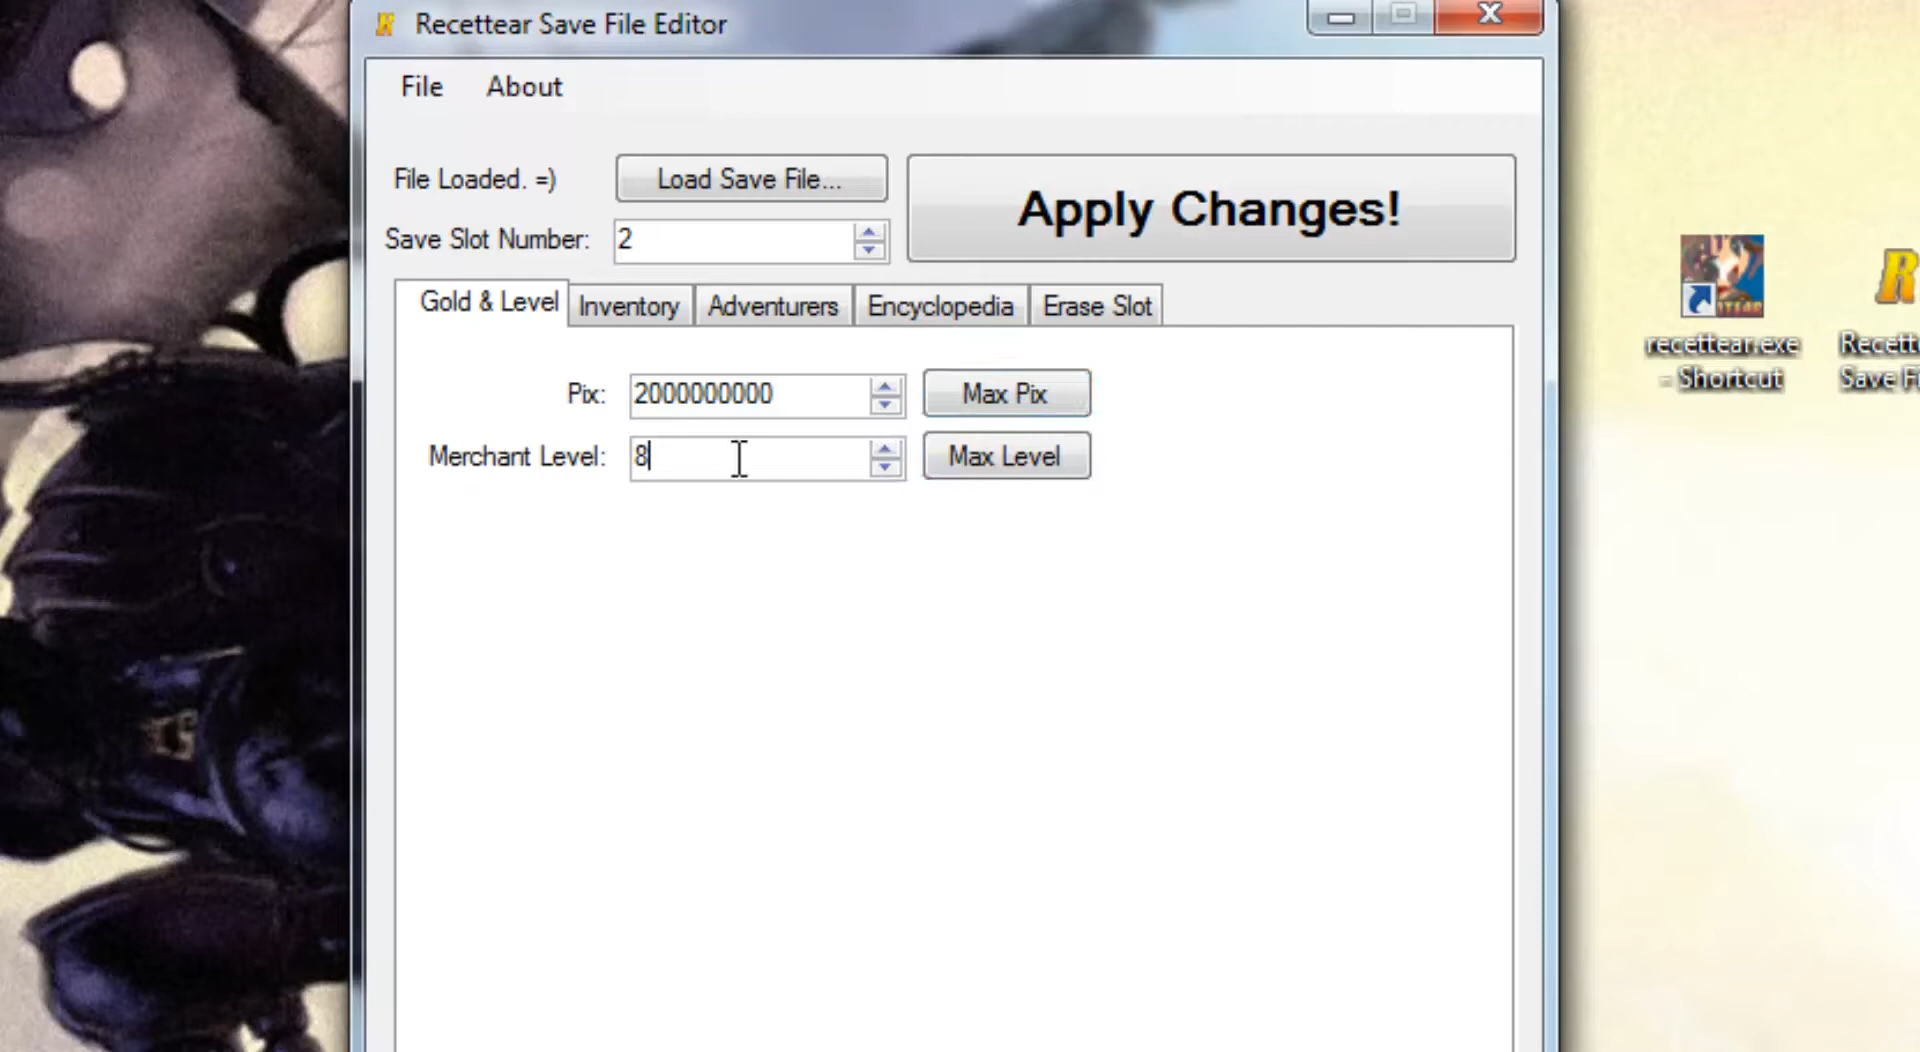 Recettear Save File Editor
File About
File Loaded. =) Load Save File... Apply Changes!
Save Slot Number: 2
Gold & Level Inventory Adventurers Encyclopedia Erase Slot
Pix: 2000000000 Max Pix
Merchant Level: 8 Max Level
recettear.exe
- Shortcut
Save